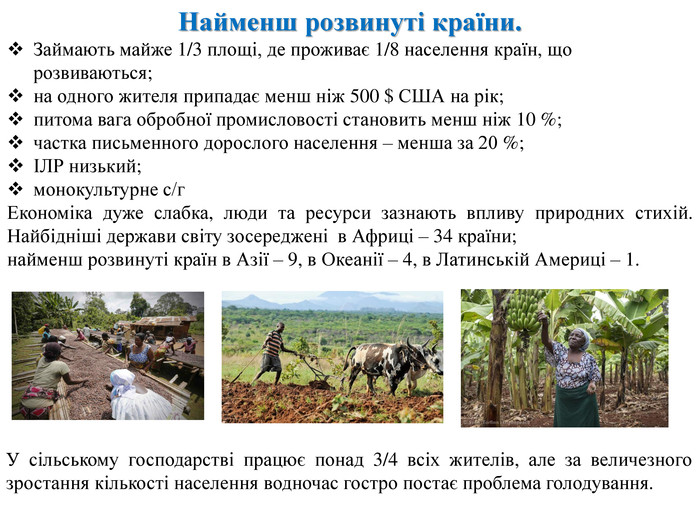 Найменш розвинуті країни.
❖ Займають майже 1/3 площі, де проживає 1/8 населення країн, що
розвиваються;
❖ на одного жителя припадає менш ніж 500 $ США на рік;
❖ питома вага обробної промисловості становить менш ніж 10 %;
❖ частка письменного дорослого населення – менша за 20 %;
❖ ІЛР низький;
❖ монокультурне с/г
Економіка дуже слабка, люди та ресурси зазнають впливу природних стихій.
Найбідніші держави світу зосереджені в Африці – 34 країни;
найменш розвинуті країн в Азії – 9, в Океанії – 4, в Латинській Америці – 1.
У сільському господарстві працює понад 3/4 всіх жителів, але за величезного
зростання кількості населення водночас гостро постає проблема голодування.